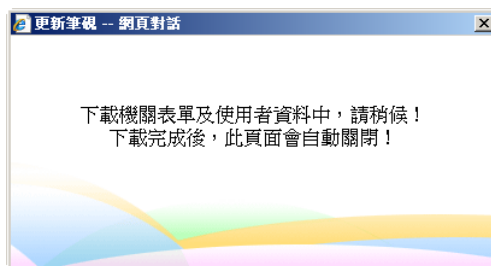 更新筆硯 -- 網頁對話
下載機關表單及使用者資料中，請稍候！
下載完成後，此頁面會自動關閉！